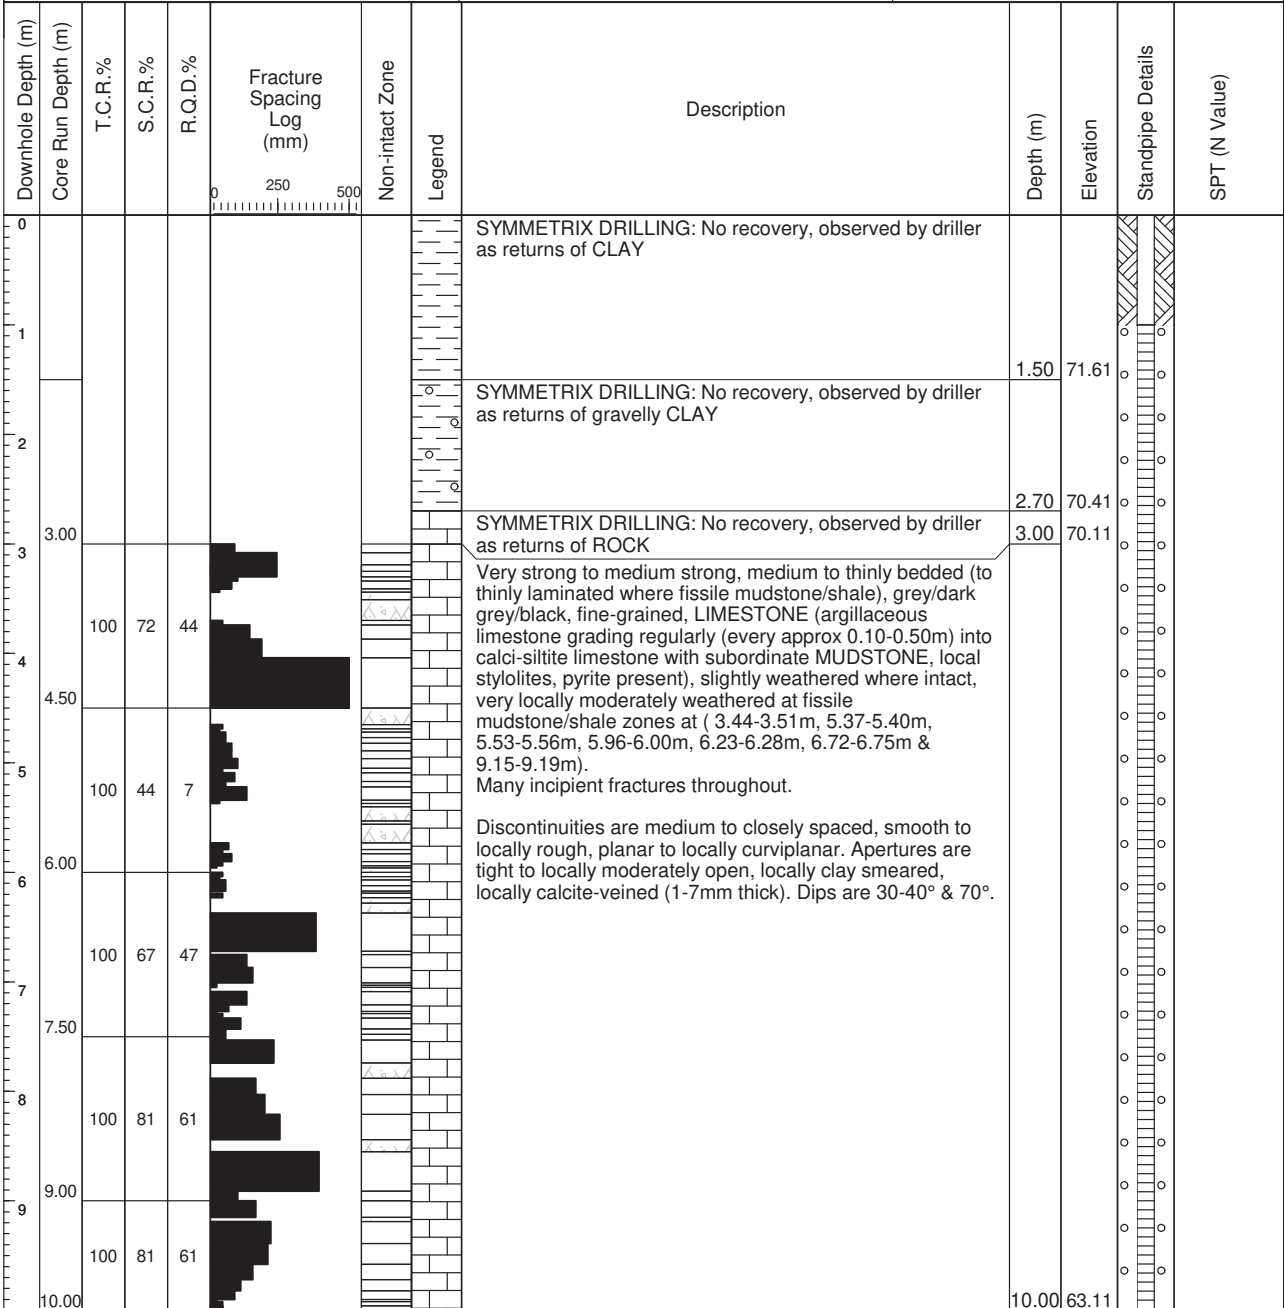 Downhole Depth (m)
Core Run Depth (m)
T.C.R.%
S.C.R.%
R.Q.D.%
Fracture
Spacing
Log
(mm)
0 250 500
Non-intact Zone
Legend
Description
Depth (m)
Elevation
Standpipe Details
SPT (N Value)
0
SYMMETRIX DRILLING: No recovery, observed by driller
as returns of CLAY
1
1.50 71.61
SYMMETRIX DRILLING: No recovery, observed by driller
as returns of gravelly CLAY
2
2.70 70.41
SYMMETRIX DRILLING: No recovery, observed by driller
as returns of ROCK
3.00 70.11
3.00
3
Very strong to medium strong, medium to thinly bedded (to
thinly laminated where fissile mudstone/shale), grey/dark
grey/black, fine-grained, LIMESTONE (argillaceous
limestone grading regularly (every approx 0.10-0.50m) into
calci-siltite limestone with subordinate MUDSTONE, local
stylolites, pyrite present), slightly weathered where intact,
very locally moderately weathered at fissile
mudstone/shale zones at ( 3.44-3.51m, 5.37-5.40m,
5.53-5.56m, 5.96-6.00m, 6.23-6.28m, 6.72-6.75m &
9.15-9.19m).
Many incipient fractures throughout.
Discontinuities are medium to closely spaced, smooth to
locally rough, planar to locally curviplanar. Apertures are
tight to locally moderately open, locally clay smeared,
locally calcite-veined (1-7mm thick). Dips are 30-40° & 70°.
100 72 44
4
4.50
5
100 44 7
6.00
6
100 67 47
7
7.50
8
100 81 61
9.00
9
100 81 61
10.00
10.00 63.11